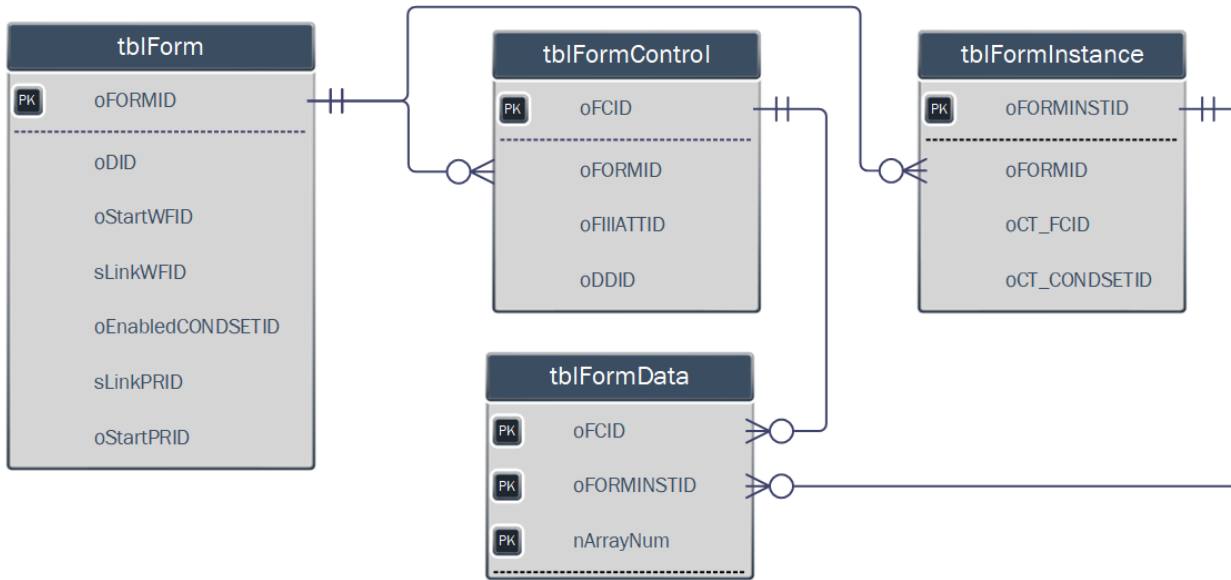 tblForm
PK oFORMID
oDID
oStartWFID
sLinkWFID
oEnabledCONDSETID
sLinkPRID
oStartPRID
tblFormControl
PK oFCID
oFORMID
oFIllATTID
oDDID
tblFormInstance
PK oFORMINSTID
oFORMID
oCT_FCID
oCT_CONDSETID
tblFormData
PK oFCID
PK oFORMINSTID
PK nArrayNum